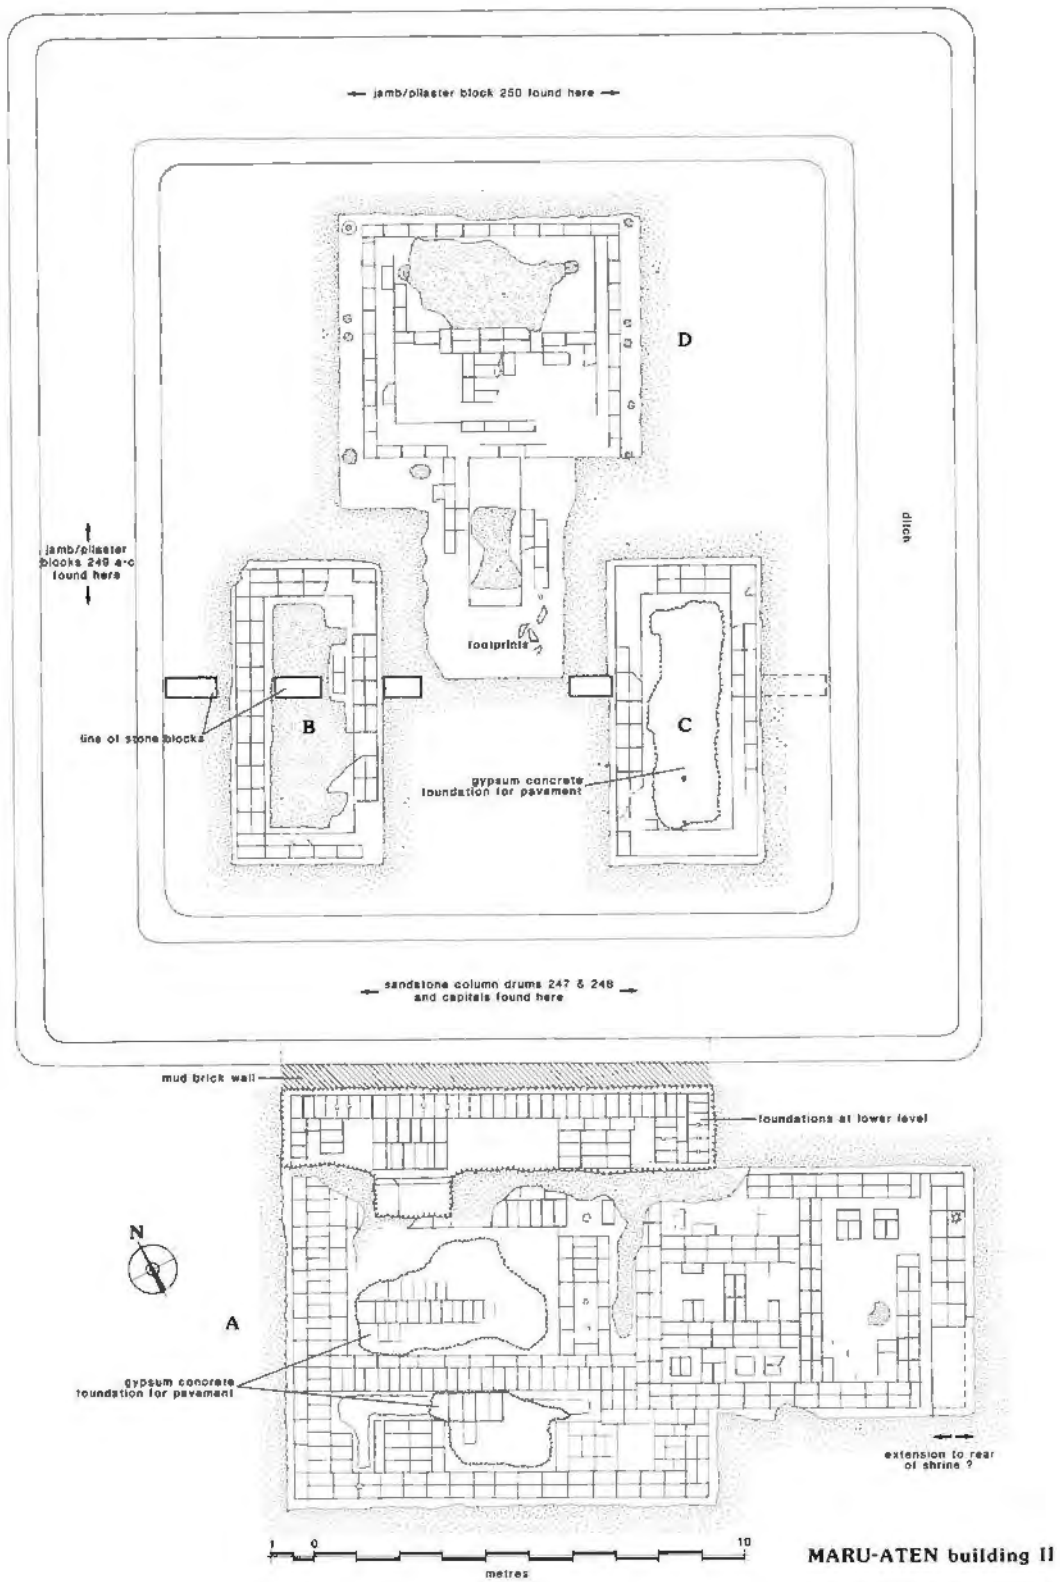 jamb/pilaster block 250 found here
D
ditch
jamb/pilaster
blocks 249 a-c
found here
footprints
line of stone blocks
B
C
gypsum concrete
foundation for pavement
sandstone column drums 247 & 248
and capitals found here
mud brick wall
foundations at lower level
N
A
gypsum concrete
foundation for pavement
extension to rear
of shrine ?
1 0 10
metres
MARU-ATEN building II